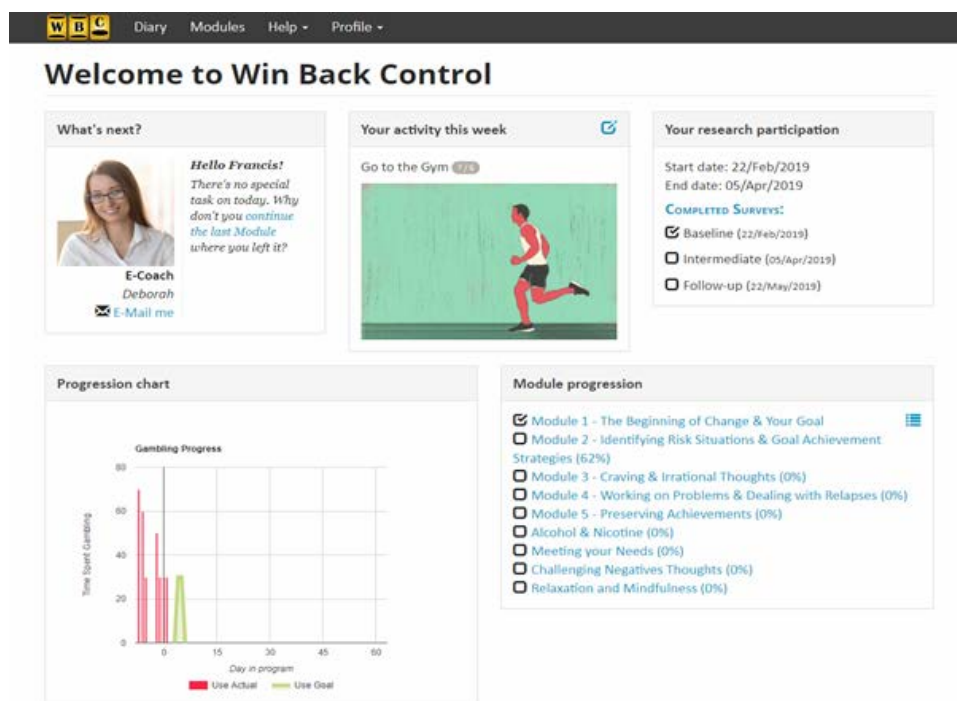 W B C Diary Modules Help Profile
Welcome to Win Back Control
What's next?
Hello Francis!
There's no special
task on today. Why
don't you continue
the last Module
where you left it?
E-Coach
Deborah
E-Mail me
Your activity this week
Go to the Gym
Your research participation
Start date: 22/Feb/2019
End date: 05/Apr/2019
COMPLETED SURVEYS:
Baseline (22/Feb/2019)
Intermediate (05/Apr/2019)
Follow-up (22/May/2019)
Progression chart
Gambling Progress
Time Spent Gambling
80
60
40
20
0
0 15 30 45 60
Day in program
Use Actual Use Goal
Module progression
Module 1 - The Beginning of Change & Your Goal
Module 2 - Identifying Risk Situations & Goal Achievement
Strategies (62%)
Module 3 - Craving & Irrational Thoughts (0%)
Module 4 - Working on Problems & Dealing with Relapses (0%)
Module 5 - Preserving Achievements (0%)
Alcohol & Nicotine (0%)
Meeting your Needs (0%)
Challenging Negatives Thoughts (0%)
Relaxation and Mindfulness (0%)